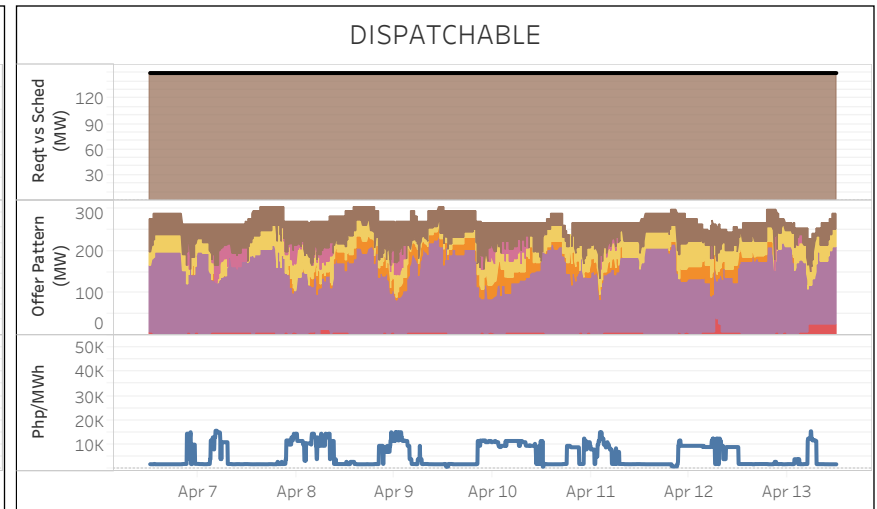 DISPATCHABLE
Reqt vs Sched
(MW)
120
90
60
30
Offer Pattern
(MW)
300
200
100
0
Php/MWh
50K
40K
30K
20K
10K
Apr 7
Apr 8
Apr 9
Apr 10
Apr 11
Apr 12
Apr 13